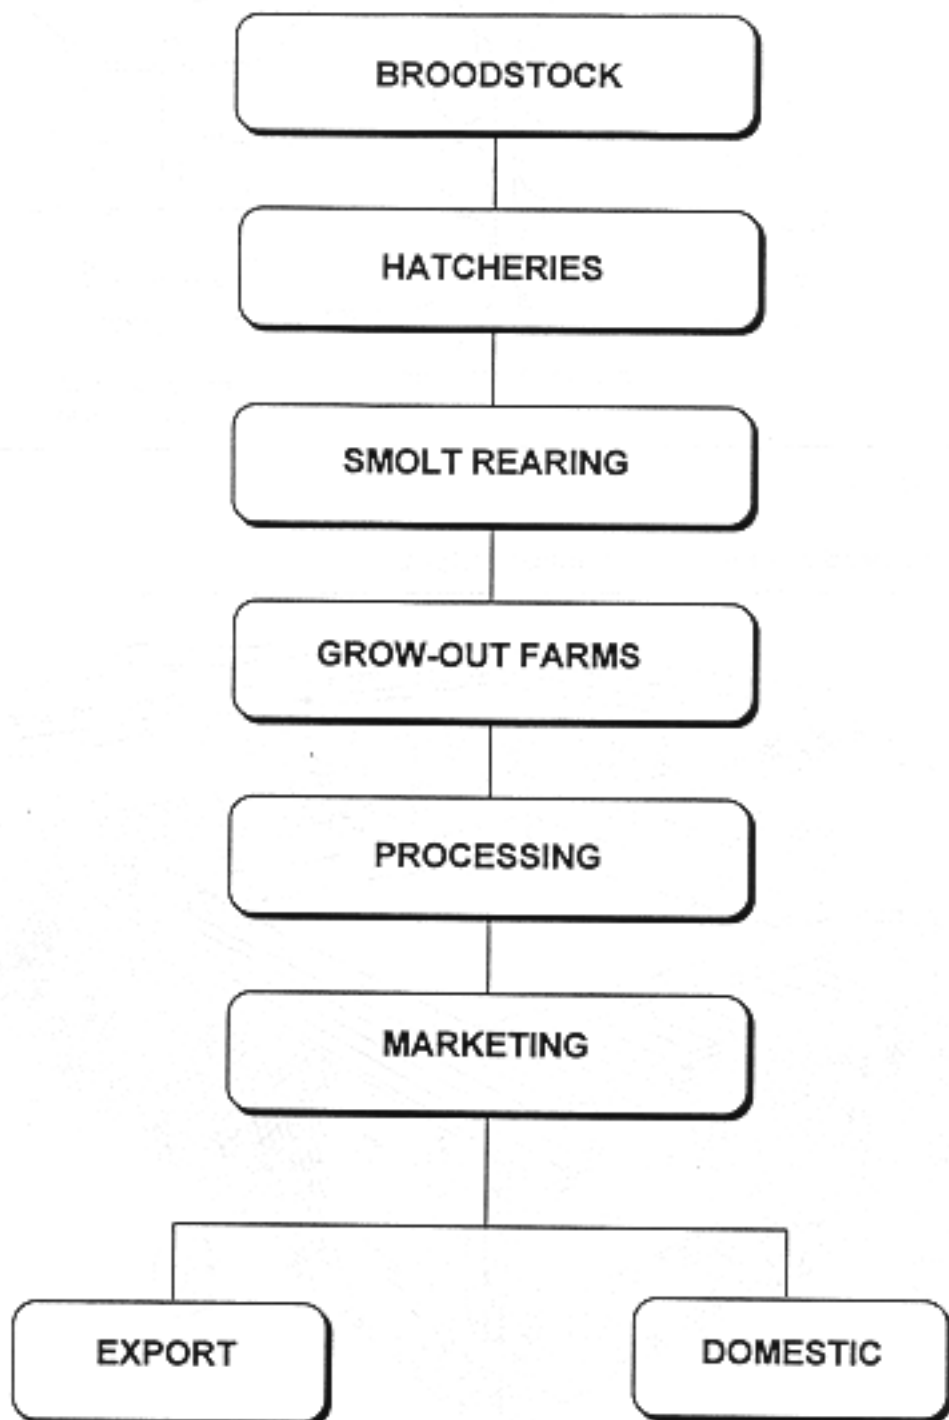 BROODSTOCK
HATCHERIES
SMOLT REARING
GROW-OUT FARMS
PROCESSING
MARKETING
EXPORT
DOMESTIC